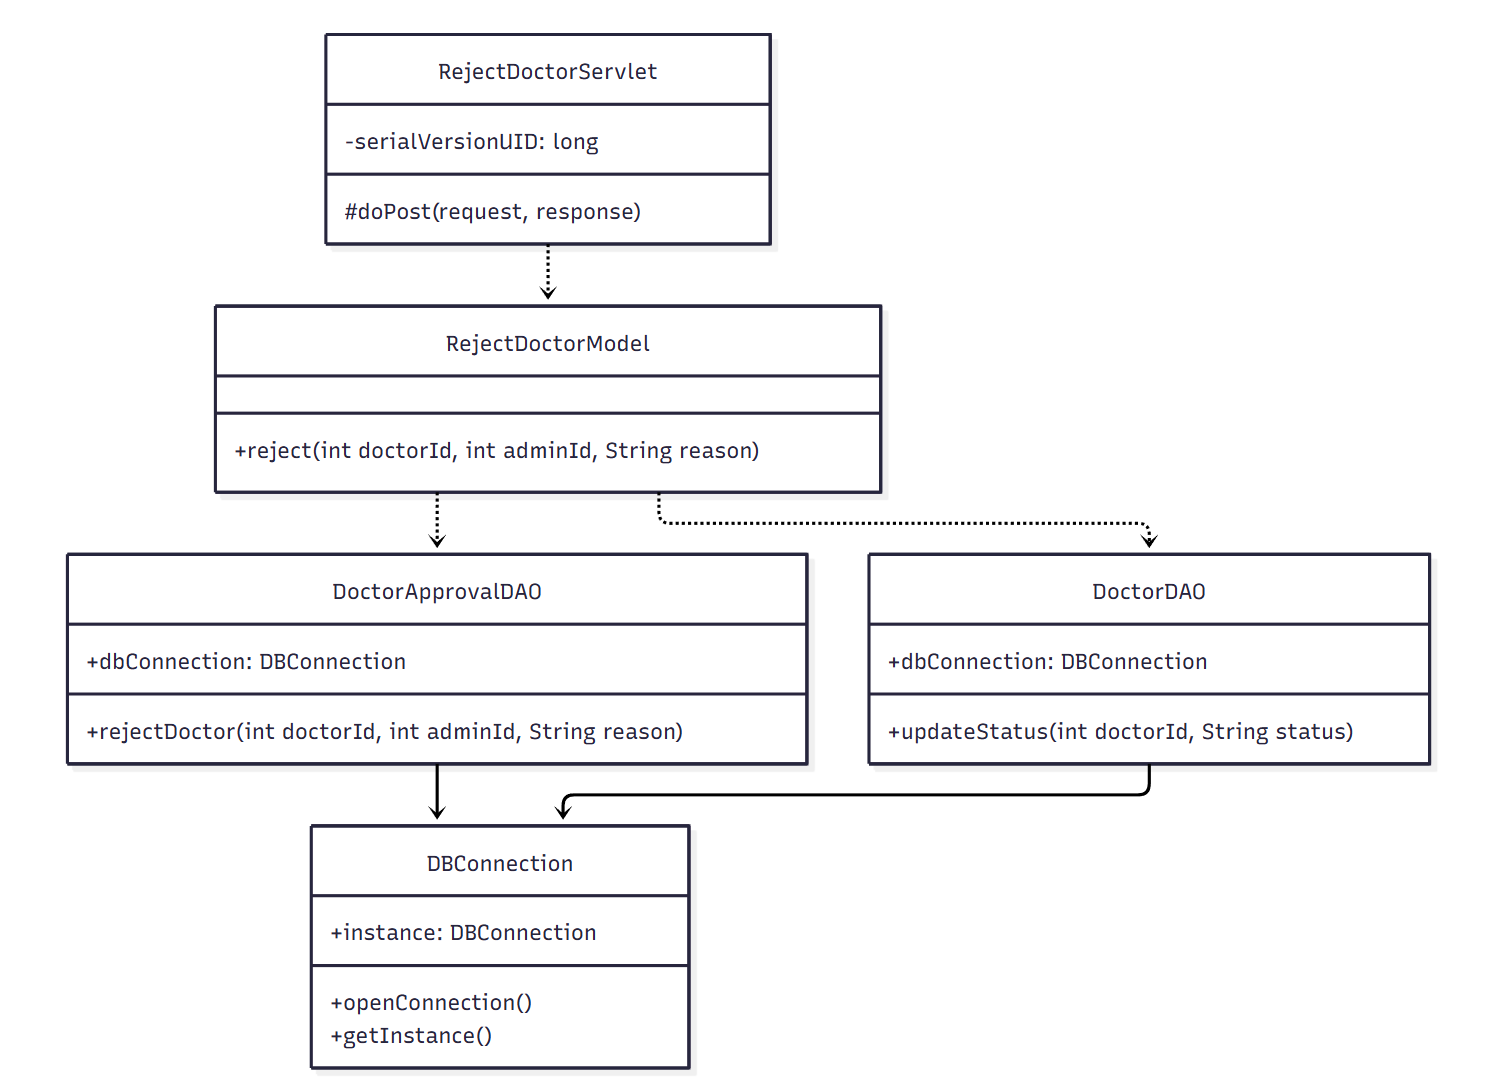 RejectDoctorServlet
-serialVersionUID: long
#doPost(request, response)
RejectDoctorModel
+reject(int doctorId, int adminId, String reason)
DoctorApprovalDAO
+dbConnection: DBConnection
+rejectDoctor(int doctorId, int adminId, String reason)
DoctorDAO
+dbConnection: DBConnection
+updateStatus(int doctorId, String status)
DBConnection
+instance: DBConnection
+openConnection()
+getInstance()